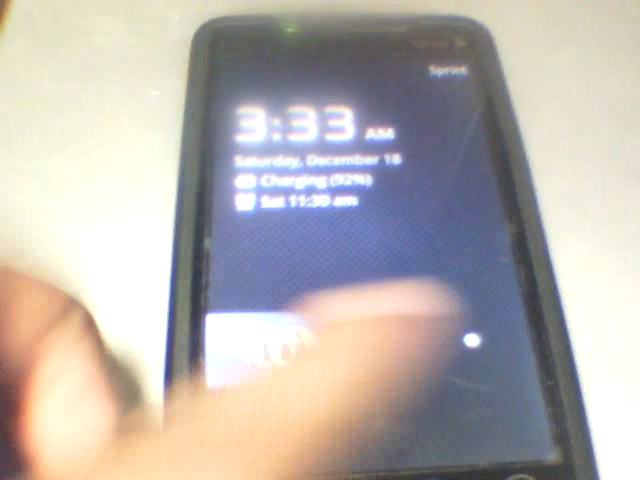 Sprint
3:33 AM
Saturday, December 18
Charging (92%)
Sat 11:30 am